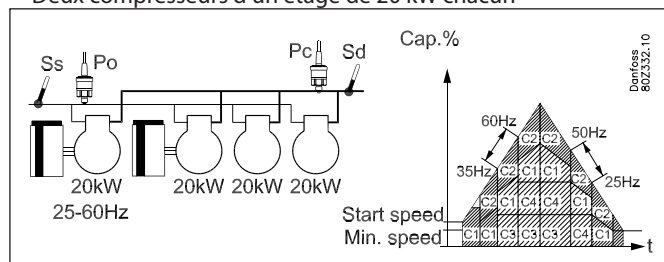 Deux compresseurs d'un étage de 20 kW chacun
Ss Po Pc Sd
20kW 20kW 20kW 20kW
25-60Hz
Cap.%
Danfoss
80Z332.10
60Hz
50Hz
35Hz
25Hz
C2 C2
C2 C1 C1 C2
C2 C1 C4 C4 C1
C2
Start speed
Min. speed
C1 C1 C3 C3 C4 C1
t